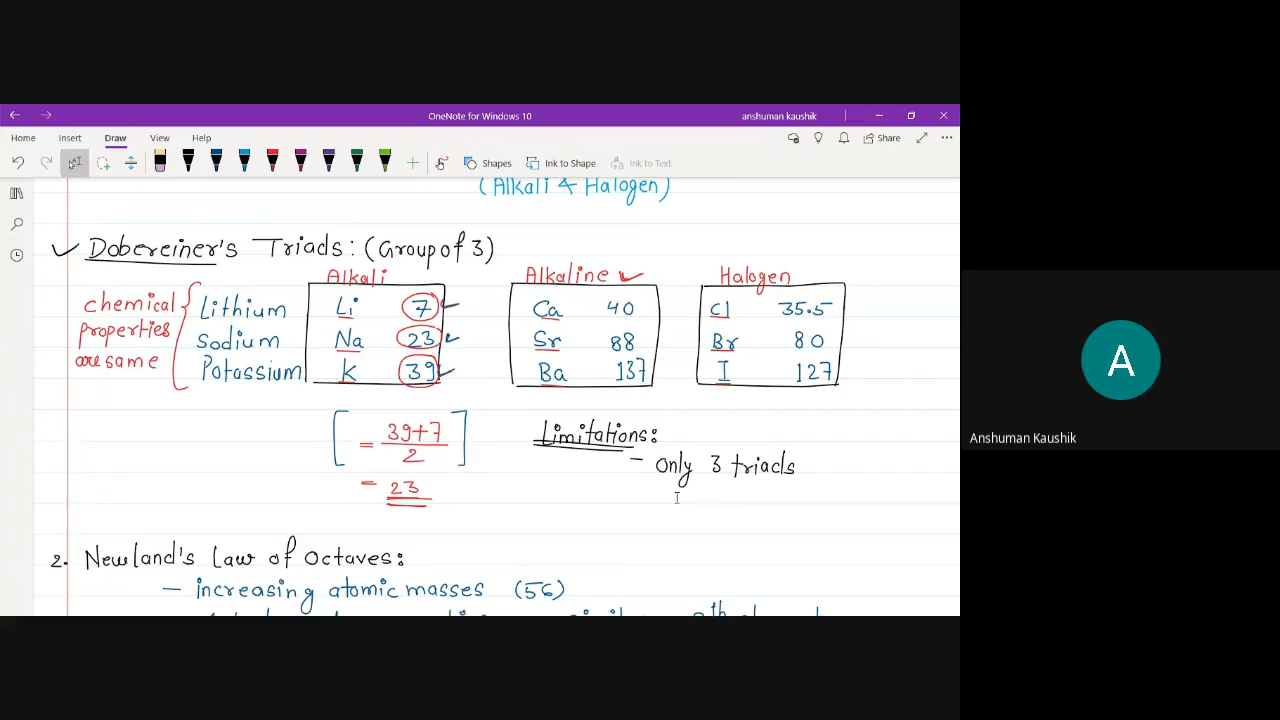 OneNote for Windows 10
anshuman kaushik
Home Insert Draw View Help
Share
Shapes Ink to Shape Ink to Text
(Alkali & Halogen)
Dobereiner's Triads: (Group of 3)
Alkali Alkaline Halogen
chemical properties are same
Lithium Li 7 Ca 40 Cl 35.5
Sodium Na 23 Sr 88 Br 80
Potassium K 39 Ba 137 I 127
= 39+7
2
= 23
Limitations:
- Only 3 triads
2. Newland's Law of Octaves:
- increasing atomic masses (56)
A
Anshuman Kaushik